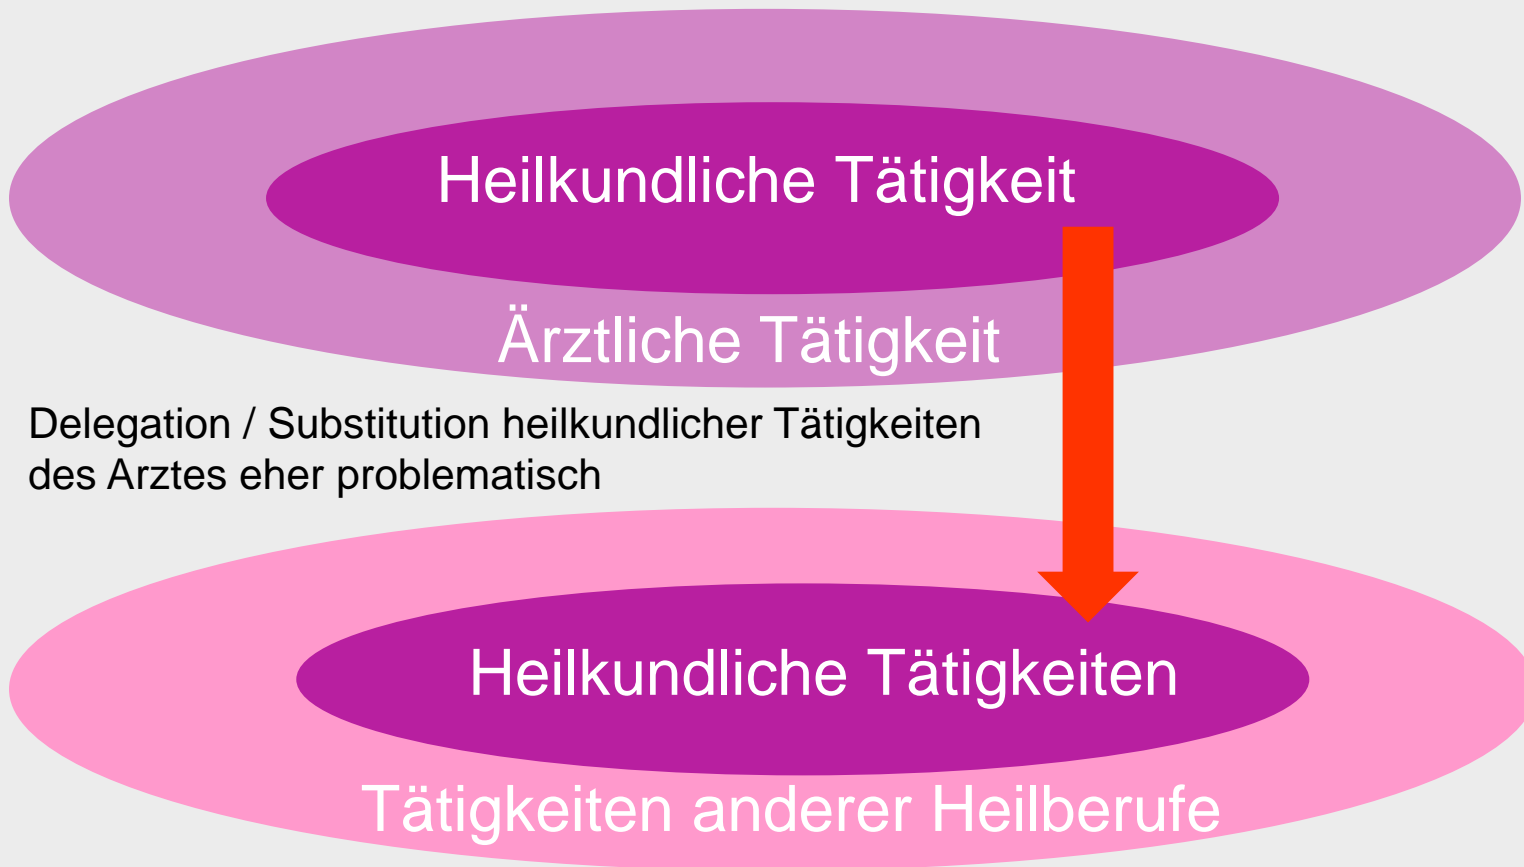 Heilkundliche Tätigkeit
Ärztliche Tätigkeit
Delegation / Substitution heilkundlicher Tätigkeiten
des Arztes eher problematisch
Heilkundliche Tätigkeiten
Tätigkeiten anderer Heilberufe